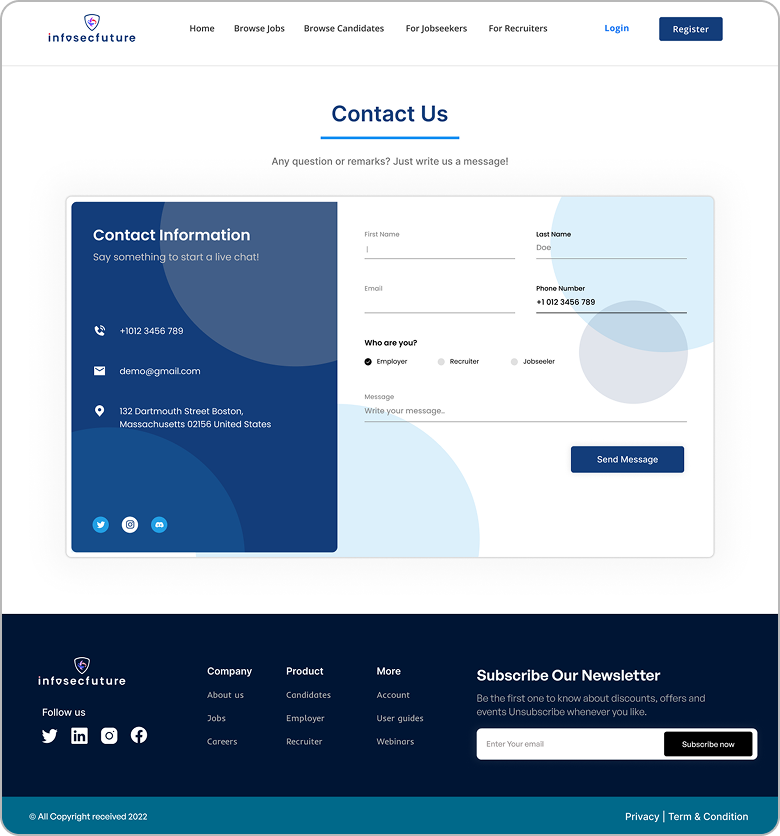 infosecfuture
Home Browse Jobs Browse Candidates For Jobseekers For Recruiters Login Register
Contact Us
Any question or remarks? Just write us a message!
Contact Information
Say something to start a live chat!
+1012 3456 789
demo@gmail.com
132 Dartmouth Street Boston,
Massachusetts 02156 United States
First Name Last Name
Doe
Email Phone Number
+1 012 3456 789
Who are you?
Employer Recruiter Jobseeler
Message
Write your message..
Send Message
infosecfuture
Follow us
Company
About us
Jobs
Careers
Product
Candidates
Employer
Recruiter
More
Account
User guides
Webinars
Subscribe Our Newsletter
Be the first one to know about discounts, offers and
events Unsubscribe whenever you like.
Enter Your email Subscribe now
© All Copyright received 2022 Privacy | Term & Condition